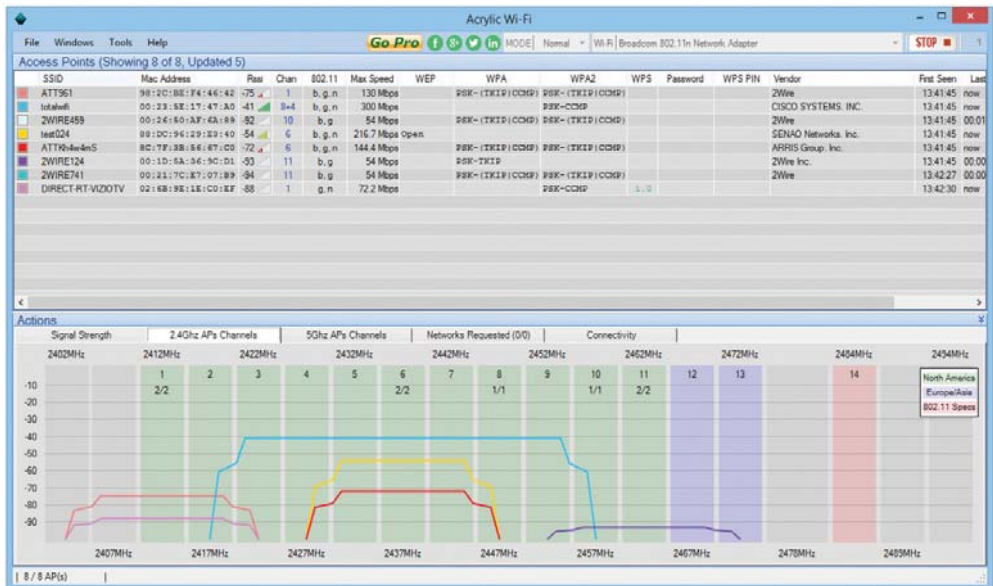 Acrylic Wi-Fi
File Windows Tools Help Go Pro MODE Normal Wi-Fi Broadcom 802.11n Network Adapter STOP 1
Access Points (Showing 8 of 8, Updated 5)
SSID Mac Address Rssi Chan 802.11 Max Speed WEP WPA WPA2 WPS Password WPS PIN Vendor First Seen Last
ATT961 98:2C:BE:F4:46:42 -75 1 b, g, n 130 Mbps PSK-(TKIP|CCMP) PSK-(TKIP|CCMP) 2Wire 13:41:45 now
totalwifi 00:23:5E:17:47:A0 -41 8+4 b, g, n 300 Mbps PSK-CCMP CISCO SYSTEMS, INC. 13:41:45 now
2WIRE459 00:26:50:AF:6A:89 -92 10 b, g 54 Mbps PSK-(TKIP|CCMP) PSK-(TKIP|CCMP) 2Wire 13:41:45 00:01
test024 88:DC:96:29:E3:40 -54 6 b, g, n 216.7 Mbps Open SENAO Networks, Inc. 13:41:45 now
ATTKh4w4mS 8C:7F:3B:56:67:C0 -72 6 b, g, n 144.4 Mbps PSK-(TKIP|CCMP) PSK-(TKIP|CCMP) ARRIS Group, Inc. 13:41:45 now
2WIRE124 00:1D:5A:36:9C:D1 -93 11 b, g 54 Mbps PSK-TKIP 2Wire Inc. 13:41:45 00:00
2WIRE741 00:21:7C:E7:07:B9 -94 11 b, g 54 Mbps PSK-(TKIP|CCMP) PSK-(TKIP|CCMP) 2Wire 13:42:27 00:00
DIRECT-RT-VIZIOTV 02:6B:9E:1E:C0:EF -88 1 g, n 72.2 Mbps PSK-CCMP 1.0 13:42:30 now
Actions
Signal Strength 2.4Ghz APs Channels 5Ghz APs Channels Networks Requested (0/0) Connectivity
2402MHz 2412MHz 2422MHz 2432MHz 2442MHz 2452MHz 2462MHz 2472MHz 2484MHz 2494MHz
1 2 3 4 5 6 7 8 9 10 11 12 13 14
2/2 2/2 1/1 1/1 2/2
North America
Europe/Asia
802.11 Specs
-10
-20
-30
-40
-50
-60
-70
-80
-90
2407MHz 2417MHz 2427MHz 2437MHz 2447MHz 2457MHz 2467MHz 2478MHz 2489MHz
8 / 8 AP(s)